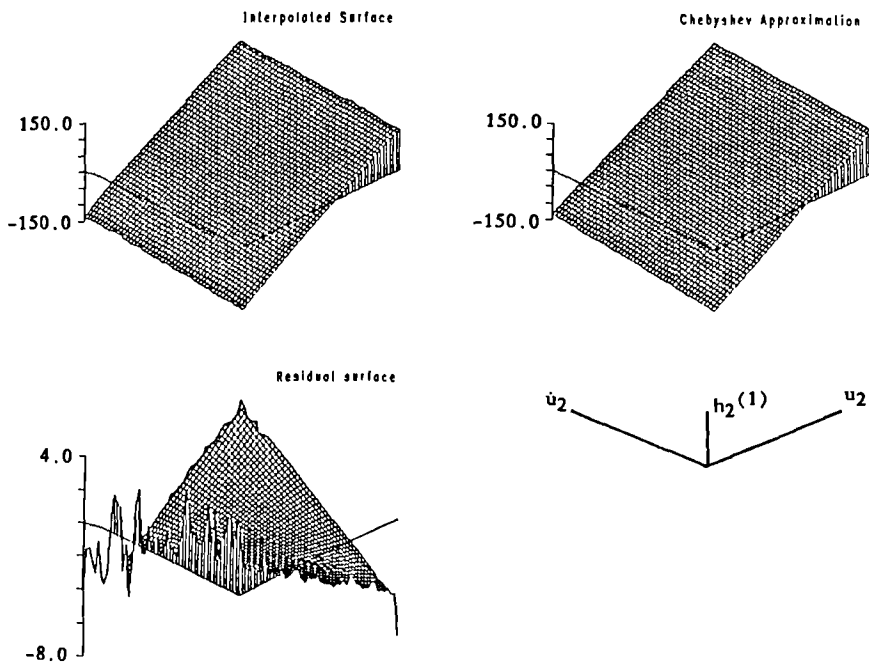 Interpolated Surface
Chebyshev Approximation
150.0
-150.0
150.0
-150.0
Residual surface
4.0
-8.0
u̇₂
h₂(1)
u₂